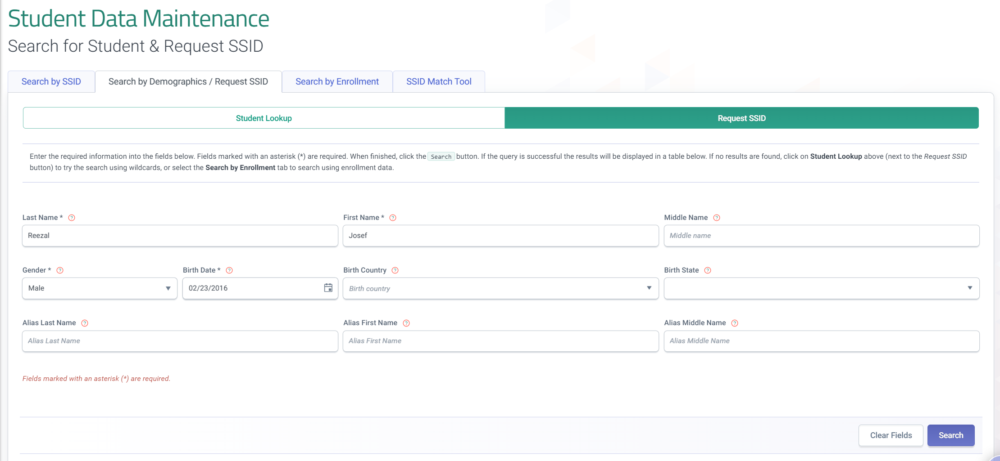 Student Data Maintenance
Search for Student & Request SSID
Search by SSID
Search by Demographics / Request SSID
Search by Enrollment
SSID Match Tool
Student Lookup
Request SSID
Enter the required information into the fields below. Fields marked with an asterisk (*) are required. When finished, click the Search button. If the query is successful the results will be displayed in a table below. If no results are found, click on Student Lookup above (next to the Request SSID
button) to try the search using wildcards, or select the Search by Enrollment tab to search using enrollment data.
Last Name * ?
First Name * ?
Middle Name ?
Reezal
Josef
Middle name
Gender * ?
Birth Date * ?
Birth Country ?
Birth State ?
Male
02/23/2016
Birth country
Alias Last Name ?
Alias First Name ?
Alias Middle Name ?
Alias Last Name
Alias First Name
Alias Middle Name
Fields marked with an asterisk (*) are required.
Clear Fields
Search